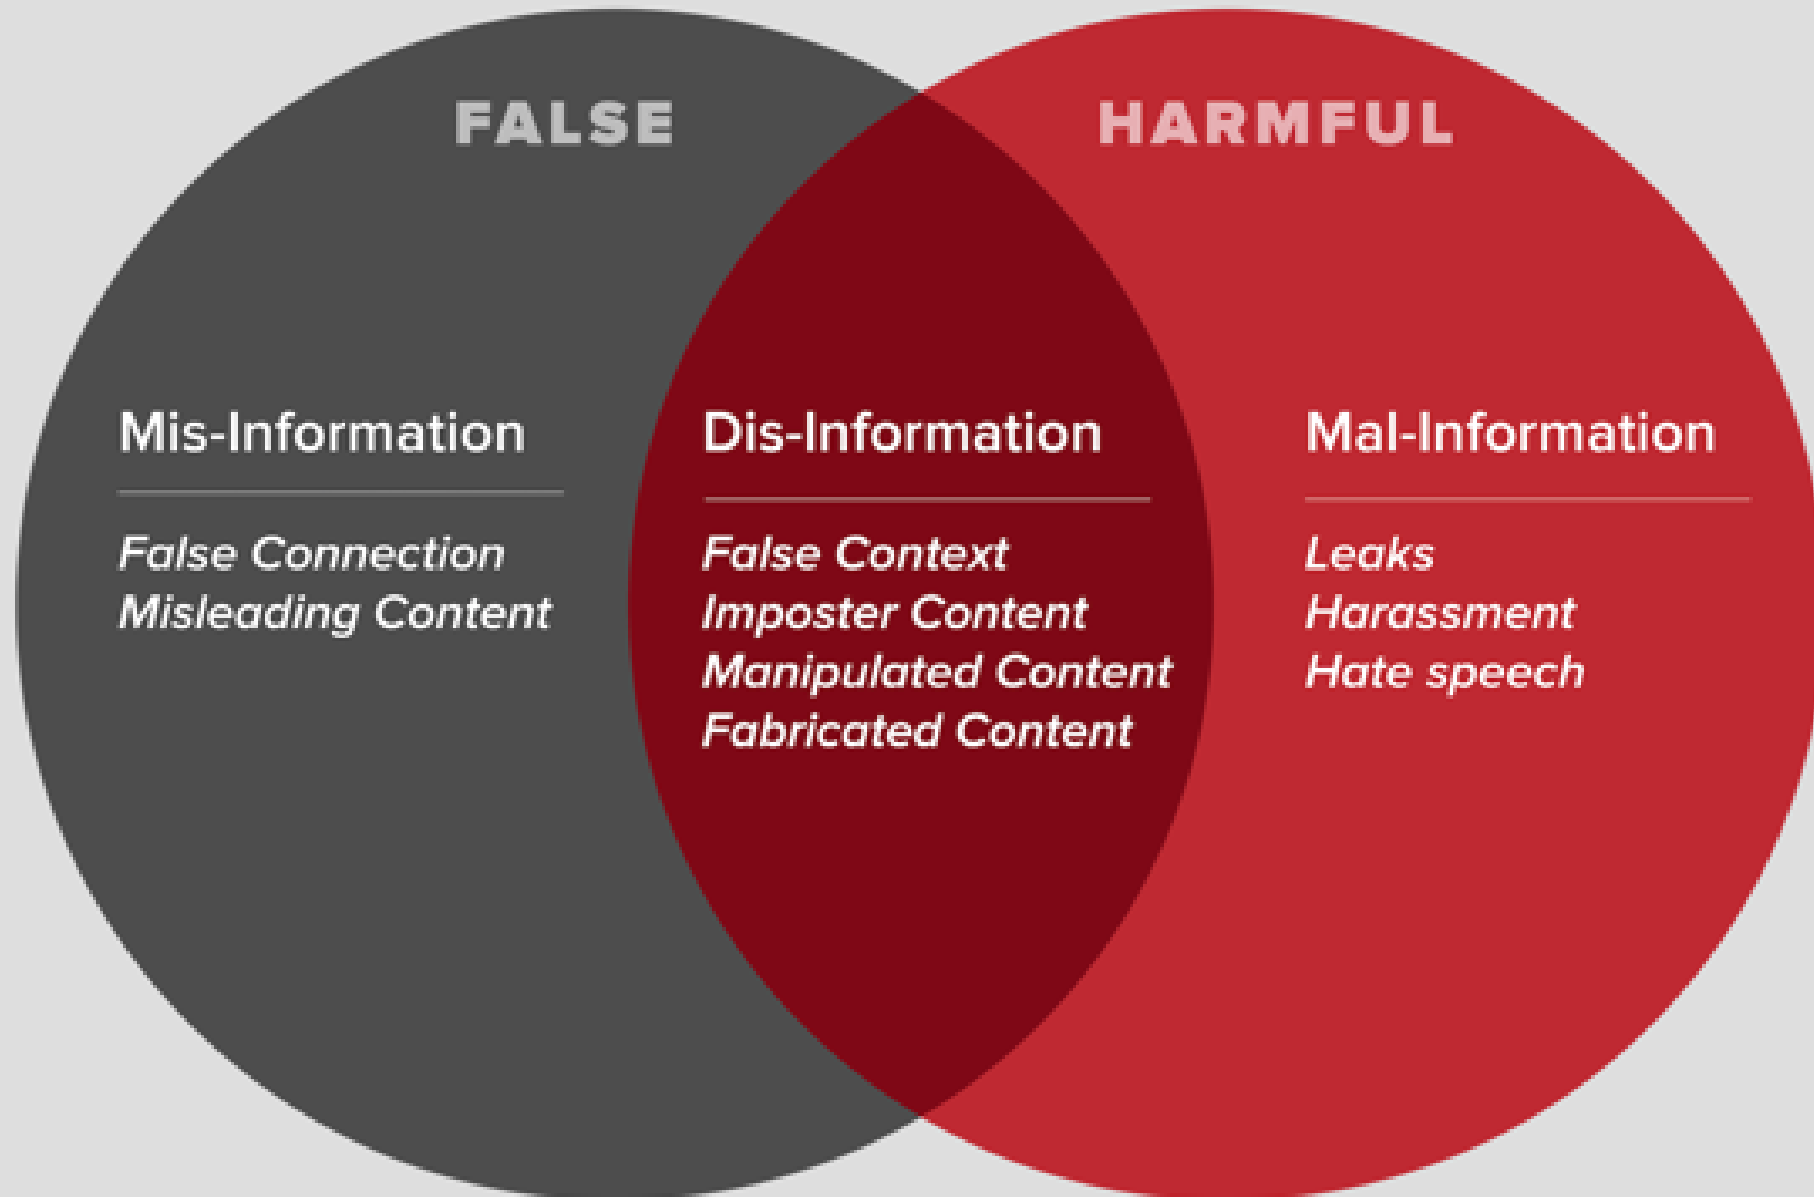 FALSE
HARMFUL
Mis-Information
False Connection
Misleading Content
Dis-Information
False Context
Imposter Content
Manipulated Content
Fabricated Content
Mal-Information
Leaks
Harassment
Hate speech